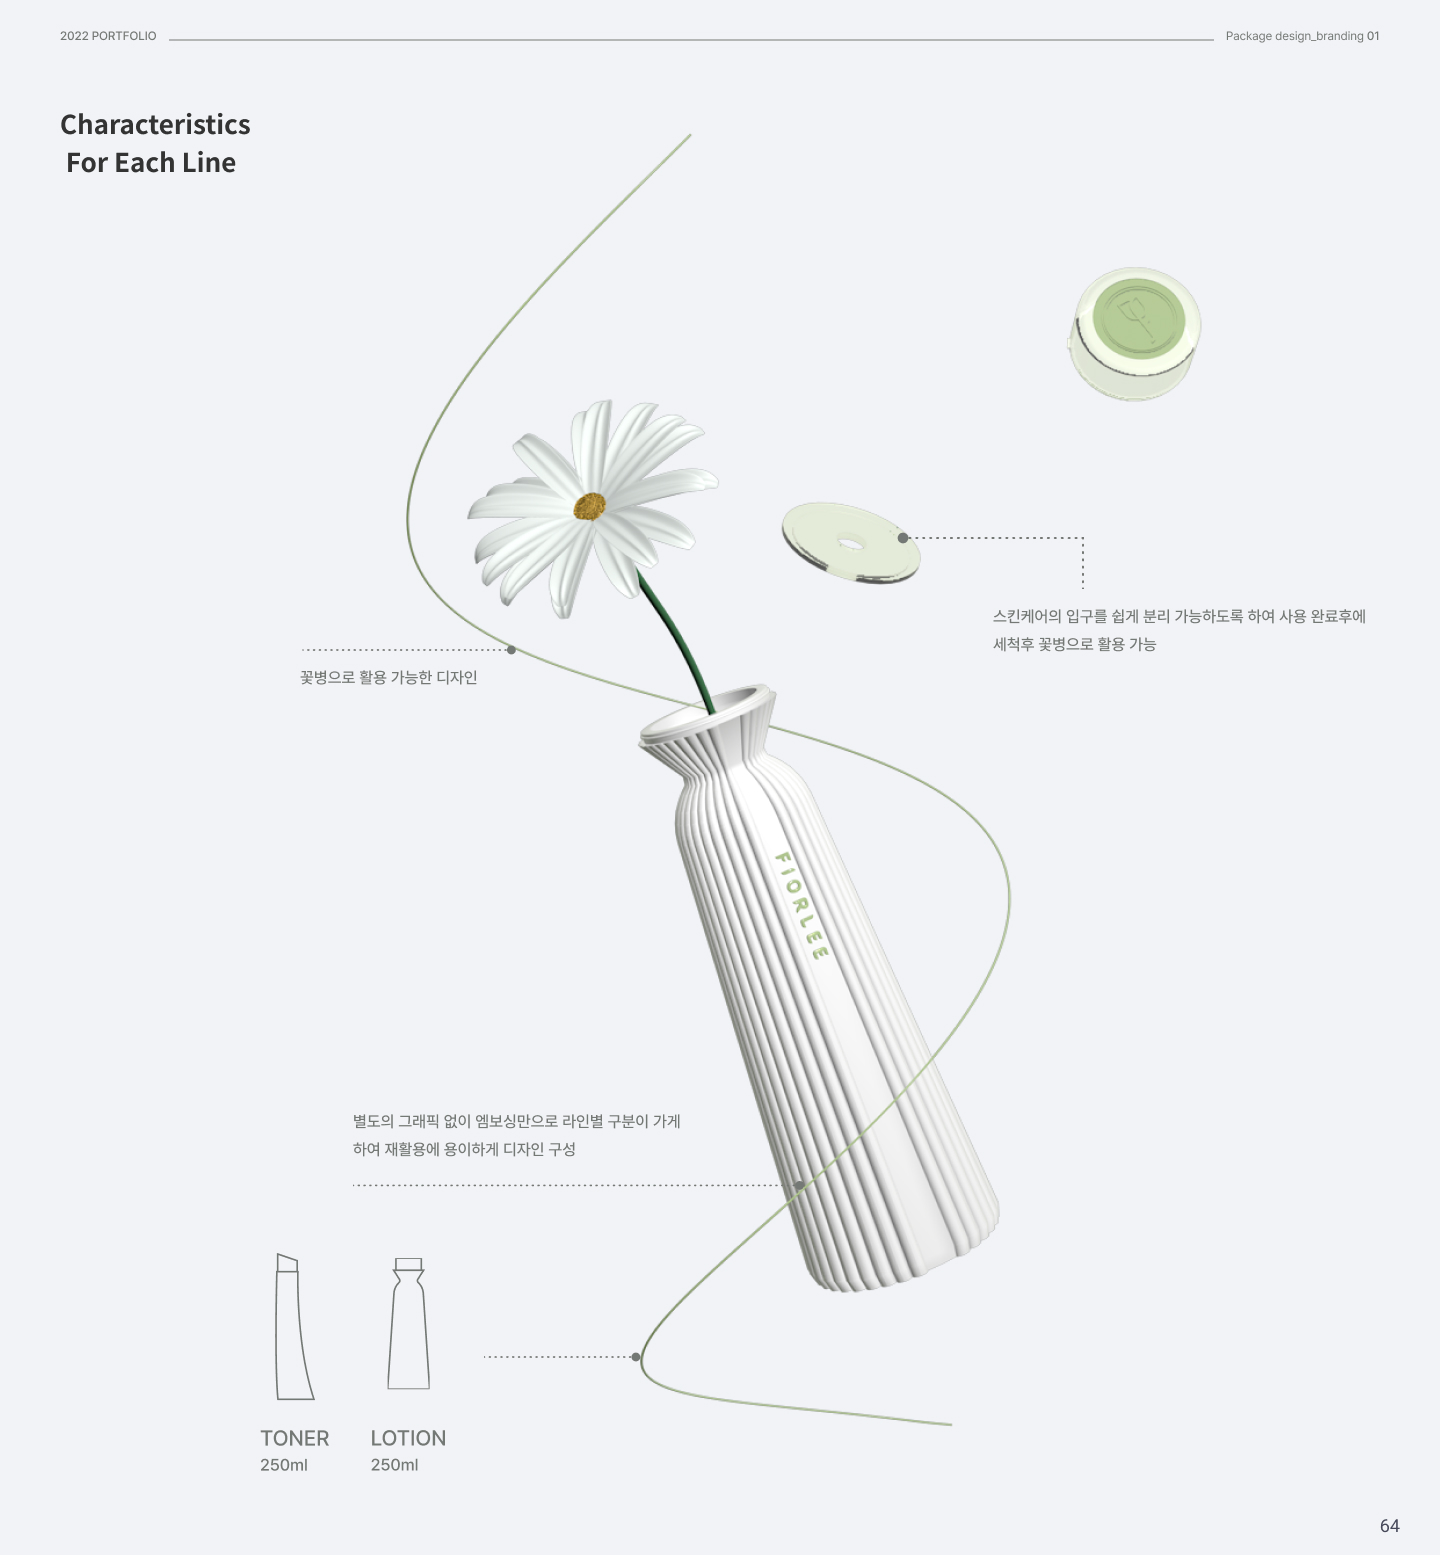 2022 PORTFOLIO
Package design_branding 01
Characteristics
For Each Line
스킨케어의 입구를 쉽게 분리 가능하도록 하여 사용 완료후에
세척후 꽃병으로 활용 가능
꽃병으로 활용 가능한 디자인
FIORLEE
별도의 그래픽 없이 엠보싱만으로 라인별 구분이 가게
하여 재활용에 용이하게 디자인 구성
TONER
250ml
LOTION
250ml
64